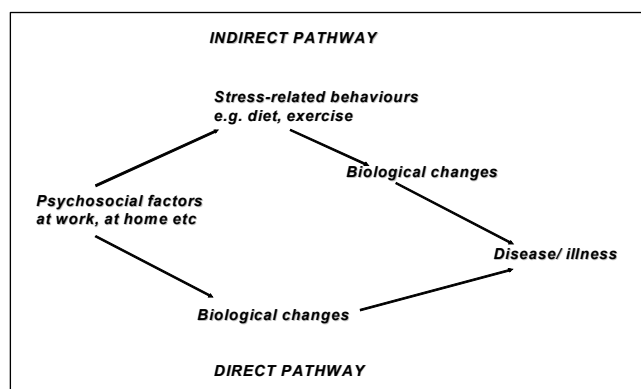 INDIRECT PATHWAY
Stress-related behaviours
e.g. diet, exercise
Biological changes
Psychosocial factors
at work, at home etc
Disease/ illness
Biological changes
DIRECT PATHWAY